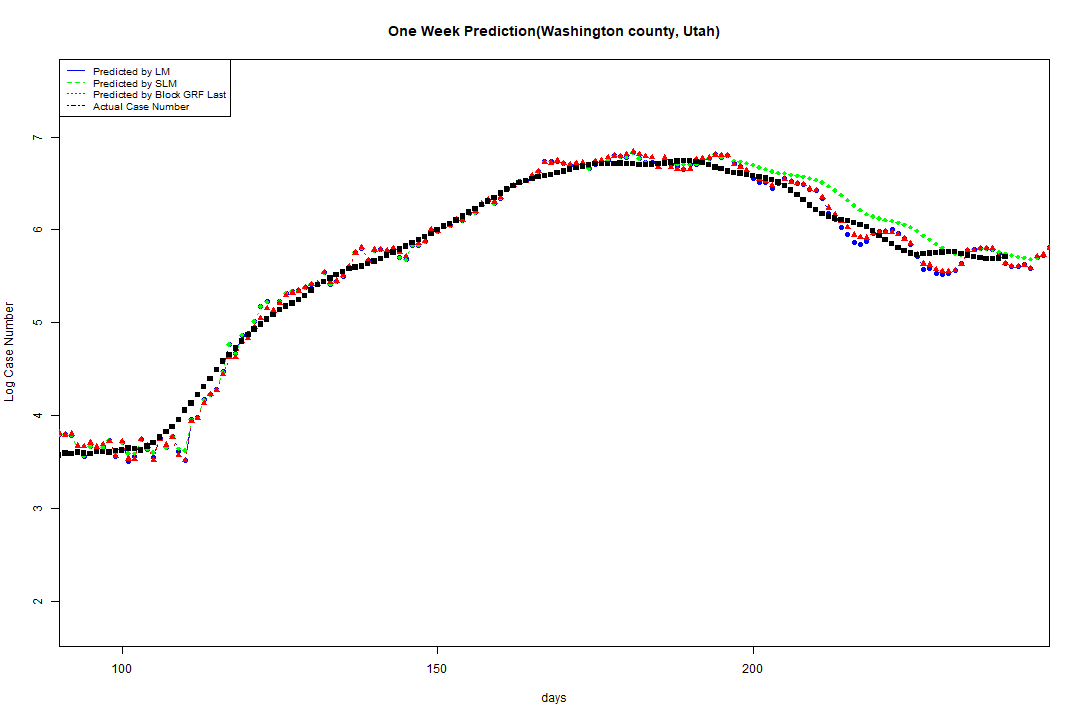 One Week Prediction(Washington county, Utah)
Predicted by LM
Predicted by SLM
Predicted by Block GRF Last
Actual Case Number
7
6
5
4
3
2
Log Case Number
100 150 200
days